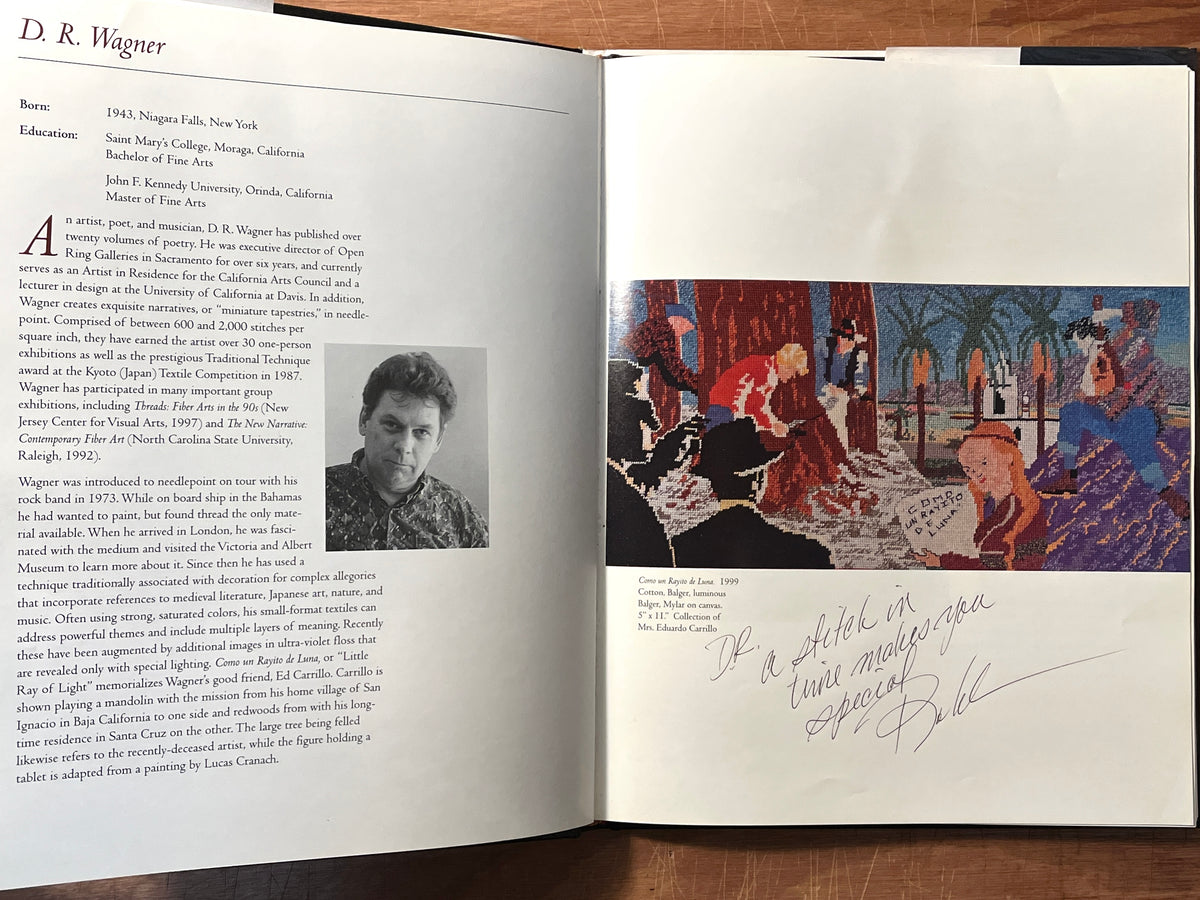 D. R. Wagner
Born:
1943, Niagara Falls, New York
Education:
Saint Mary's College, Moraga, California
Bachelor of Fine Arts
John F. Kennedy University, Orinda, California
Master of Fine Arts
An artist, poet, and musician, D. R. Wagner has published over
twenty volumes of poetry. He was executive director of Open
Ring Galleries in Sacramento for over six years, and currently
serves as an Artist in Residence for the California Arts Council and a
lecturer in design at the University of California at Davis. In addition,
Wagner creates exquisite narratives, or "miniature tapestries," in needle-
point. Comprised of between 600 and 2,000 stitches per
square inch, they have earned the artist over 30 one-person
exhibitions as well as the prestigious Traditional Technique
award at the Kyoto (Japan) Textile Competition in 1987.
Wagner has participated in many important group
exhibitions, including Threads: Fiber Arts in the 90s (New
Jersey Center for Visual Arts, 1997) and The New Narrative:
Contemporary Fiber Art (North Carolina State University,
Raleigh, 1992).
Wagner was introduced to needlepoint on tour with his
rock band in 1973. While on board ship in the Bahamas
he had wanted to paint, but found thread the only mate-
rial available. When he arrived in London, he was fasci-
nated with the medium and visited the Victoria and Albert
Museum to learn more about it. Since then he has used a
technique traditionally associated with decoration for complex allegories
that incorporate references to medieval literature, Japanese art, nature, and
music. Often using strong, saturated colors, his small-format textiles can
address powerful themes and include multiple layers of meaning. Recently
these have been augmented by additional images in ultra-violet floss that
are revealed only with special lighting. Como un Rayito de Luna, or "Little
Ray of Light" memorializes Wagner's good friend, Ed Carrillo. Carrillo is
shown playing a mandolin with the mission from his home village of San
Ignacio in Baja California to one side and redwoods from with his long-
time residence in Santa Cruz on the other. The large tree being felled
likewise refers to the recently-deceased artist, while the figure holding a
tablet is adapted from a painting by Lucas Cranach.
COMO
UN RAYITO
DE
LUNA
Como un Rayito de Luna. 1999
Cotton, Balger, luminous
Balger, Mylar on canvas.
5" x 11." Collection of
Mrs. Eduardo Carrillo
D.R. a stitch in
time makes you
special